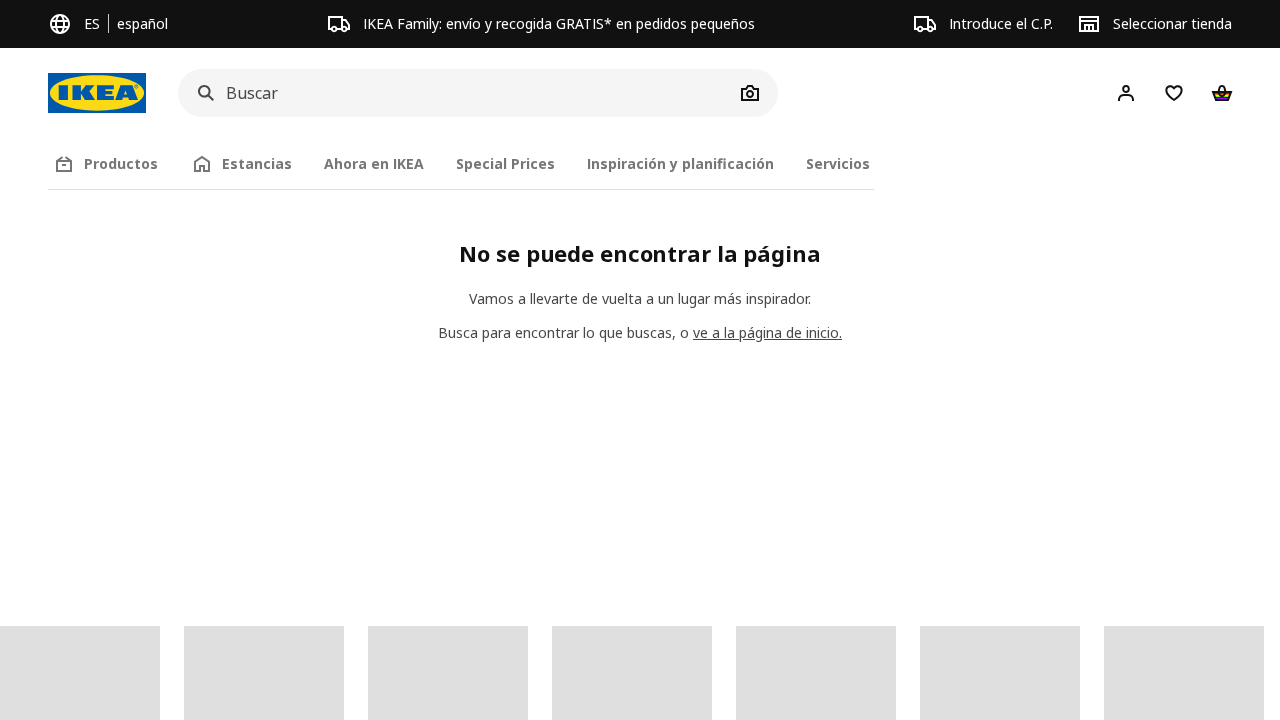 ES español
IKEA Family: envío y recogida GRATIS* en pedidos pequeños
Introduce el C.P.
Seleccionar tienda
IKEA
Buscar
Productos
Estancias
Ahora en IKEA
Special Prices
Inspiración y planificación
Servicios
No se puede encontrar la página
Vamos a llevarte de vuelta a un lugar más inspirador.
Busca para encontrar lo que buscas, o ve a la página de inicio.